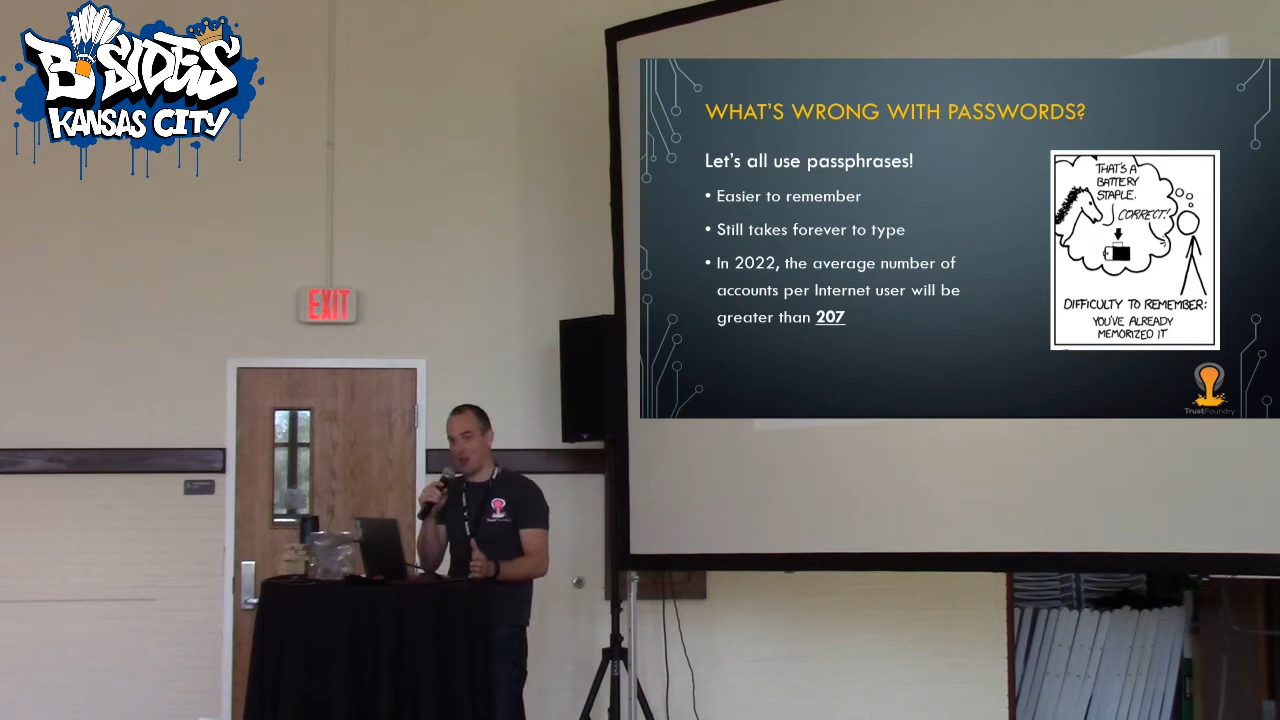 B-SIDES
KANSAS CITY
EXIT
WHAT'S WRONG WITH PASSWORDS?
Let's all use passphrases!
• Easier to remember
• Still takes forever to type
• In 2022, the average number of
accounts per Internet user will be
greater than 207
THAT'S A
BATTERY
STAPLE.
CORRECT!
DIFFICULTY TO REMEMBER:
YOU'VE ALREADY
MEMORIZED IT
TrustFoundry
TrustFoundry